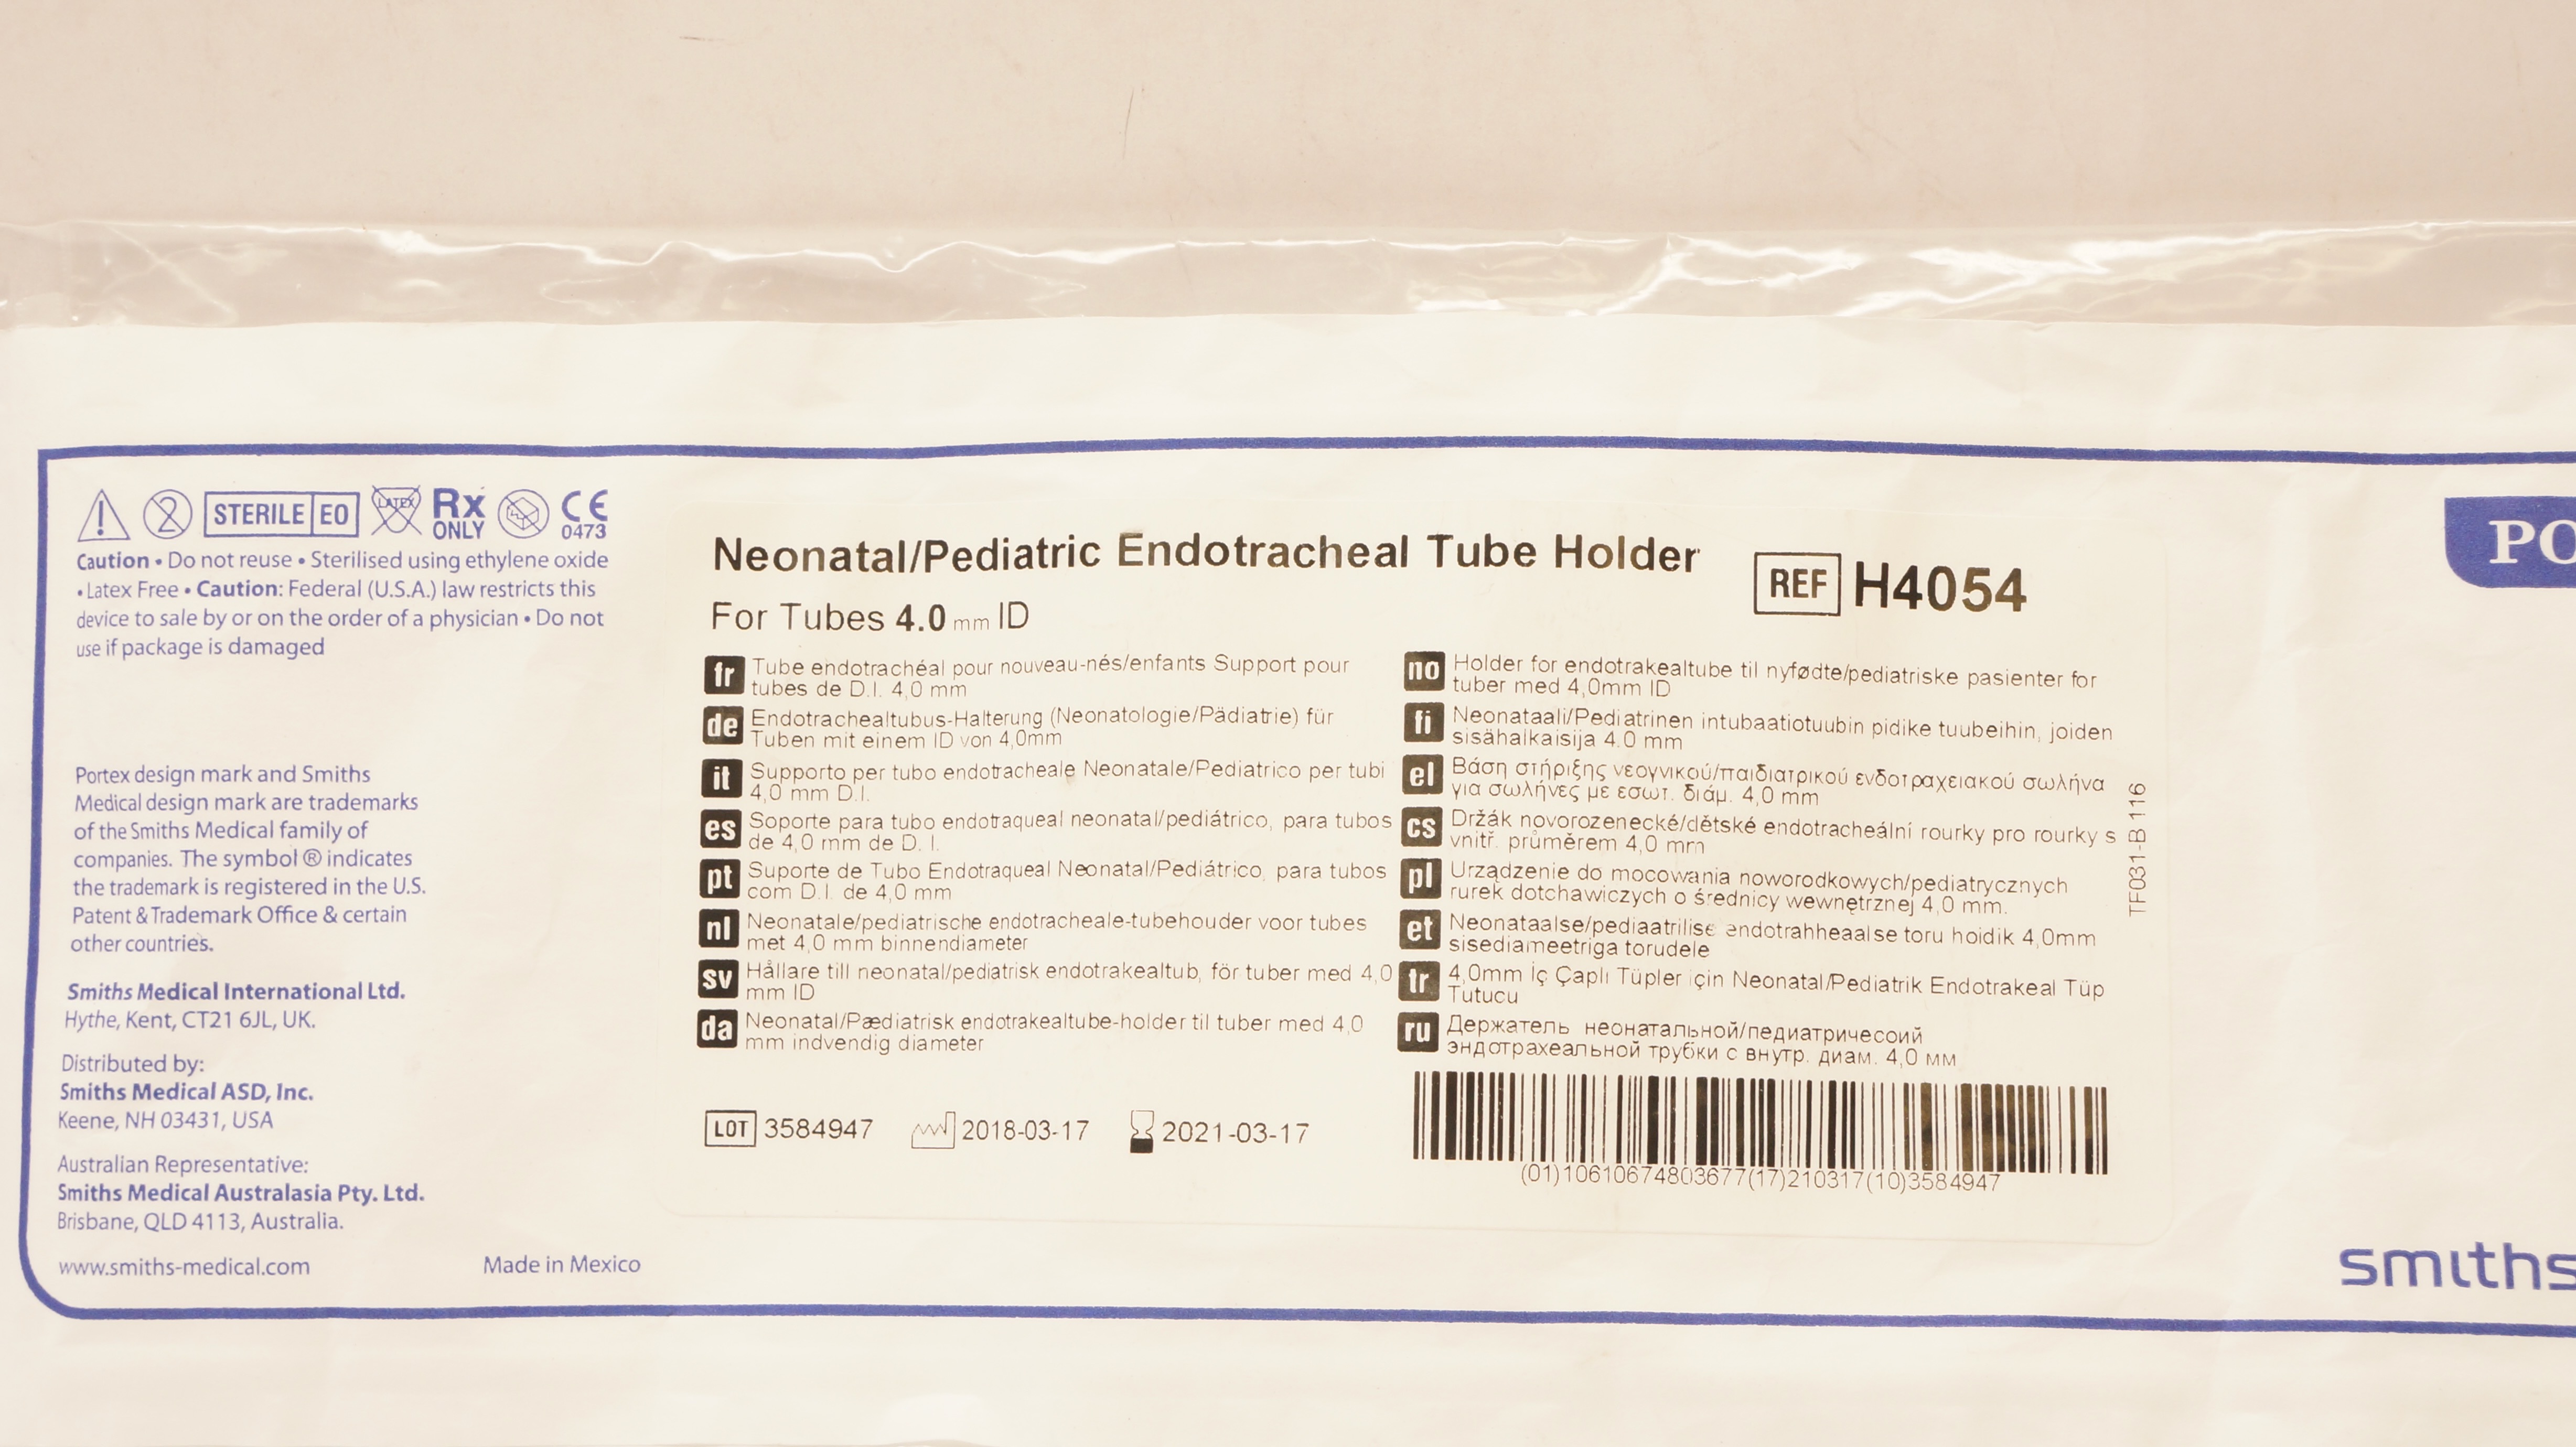 STERILE EO LATEX Rx ONLY CE 0473
Caution • Do not reuse • Sterilised using ethylene oxide
• Latex Free • Caution: Federal (U.S.A.) law restricts this
device to sale by or on the order of a physician • Do not
use if package is damaged
Portex design mark and Smiths
Medical design mark are trademarks
of the Smiths Medical family of
companies. The symbol ® indicates
the trademark is registered in the U.S.
Patent & Trademark Office & certain
other countries.
Smiths Medical International Ltd.
Hythe, Kent, CT21 6JL, UK.
Distributed by:
Smiths Medical ASD, Inc.
Keene, NH 03431, USA
Australian Representative:
Smiths Medical Australasia Pty. Ltd.
Brisbane, QLD 4113, Australia.
www.smiths-medical.com
Made in Mexico
Neonatal/Pediatric Endotracheal Tube Holder
For Tubes 4.0 mm ID
REF H4054
fr Tube endotrachéal pour nouveau-nés/enfants Support pour
tubes de D.I. 4,0 mm
de Endotrachealtubus-Halterung (Neonatologie/Pädiatrie) für
Tuben mit einem ID von 4,0mm
it Supporto per tubo endotracheale Neonatale/Pediatrico per tubi
4,0 mm D.I.
es Soporte para tubo endotraqueal neonatal/pediátrico, para tubos
de 4,0 mm de D. I.
pt Suporte de Tubo Endotraqueal Neonatal/Pediátrico, para tubos
com D.I. de 4,0 mm
nl Neonatale/pediatrische endotracheale-tubehouder voor tubes
met 4,0 mm binnendiameter
sv Hållare till neonatal/pediatrisk endotrakealtub, för tuber med 4,0
mm ID
da Neonatal/Pædiatrisk endotrakealtube-holder til tuber med 4,0
mm indvendig diameter
no Holder for endotrakealtube til nyfødte/pediatriske pasienter for
tuber med 4,0mm ID
fi Neonataali/Pediatrinen intubaatiotuubin pidike tuubeihin, joiden
sisähalkaisija 4.0 mm
el Βάση στήριξης νεογνικού/παιδιατρικού ενδοτραχειακού σωλήνα
για σωλήνες με εσωτ. διάμ. 4,0 mm
cs Držák novorozenecké/dětské endotracheální rourky pro rourky s
vnitř. průměrem 4,0 mm
pl Urządzenie do mocowania noworodkowych/pediatrycznych
rurek dotchawiczych o średnicy wewnętrznej 4,0 mm.
et Neonataalse/pediaatrilise endotrahheaalse toru hoidik 4,0mm
sisediameetriga torudele
tr 4,0mm İç Çaplı Tüpler için Neonatal/Pediatrik Endotrakeal Tüp
Tutucu
ru Держатель неонатальной/педиатричесоий
эндотрахеальной трубки с внутр. диам. 4,0 мм
TF031-B 116
LOT 3584947 2018-03-17 2021-03-17
(01)10610674803677(17)210317(10)3584947
PO
smiths